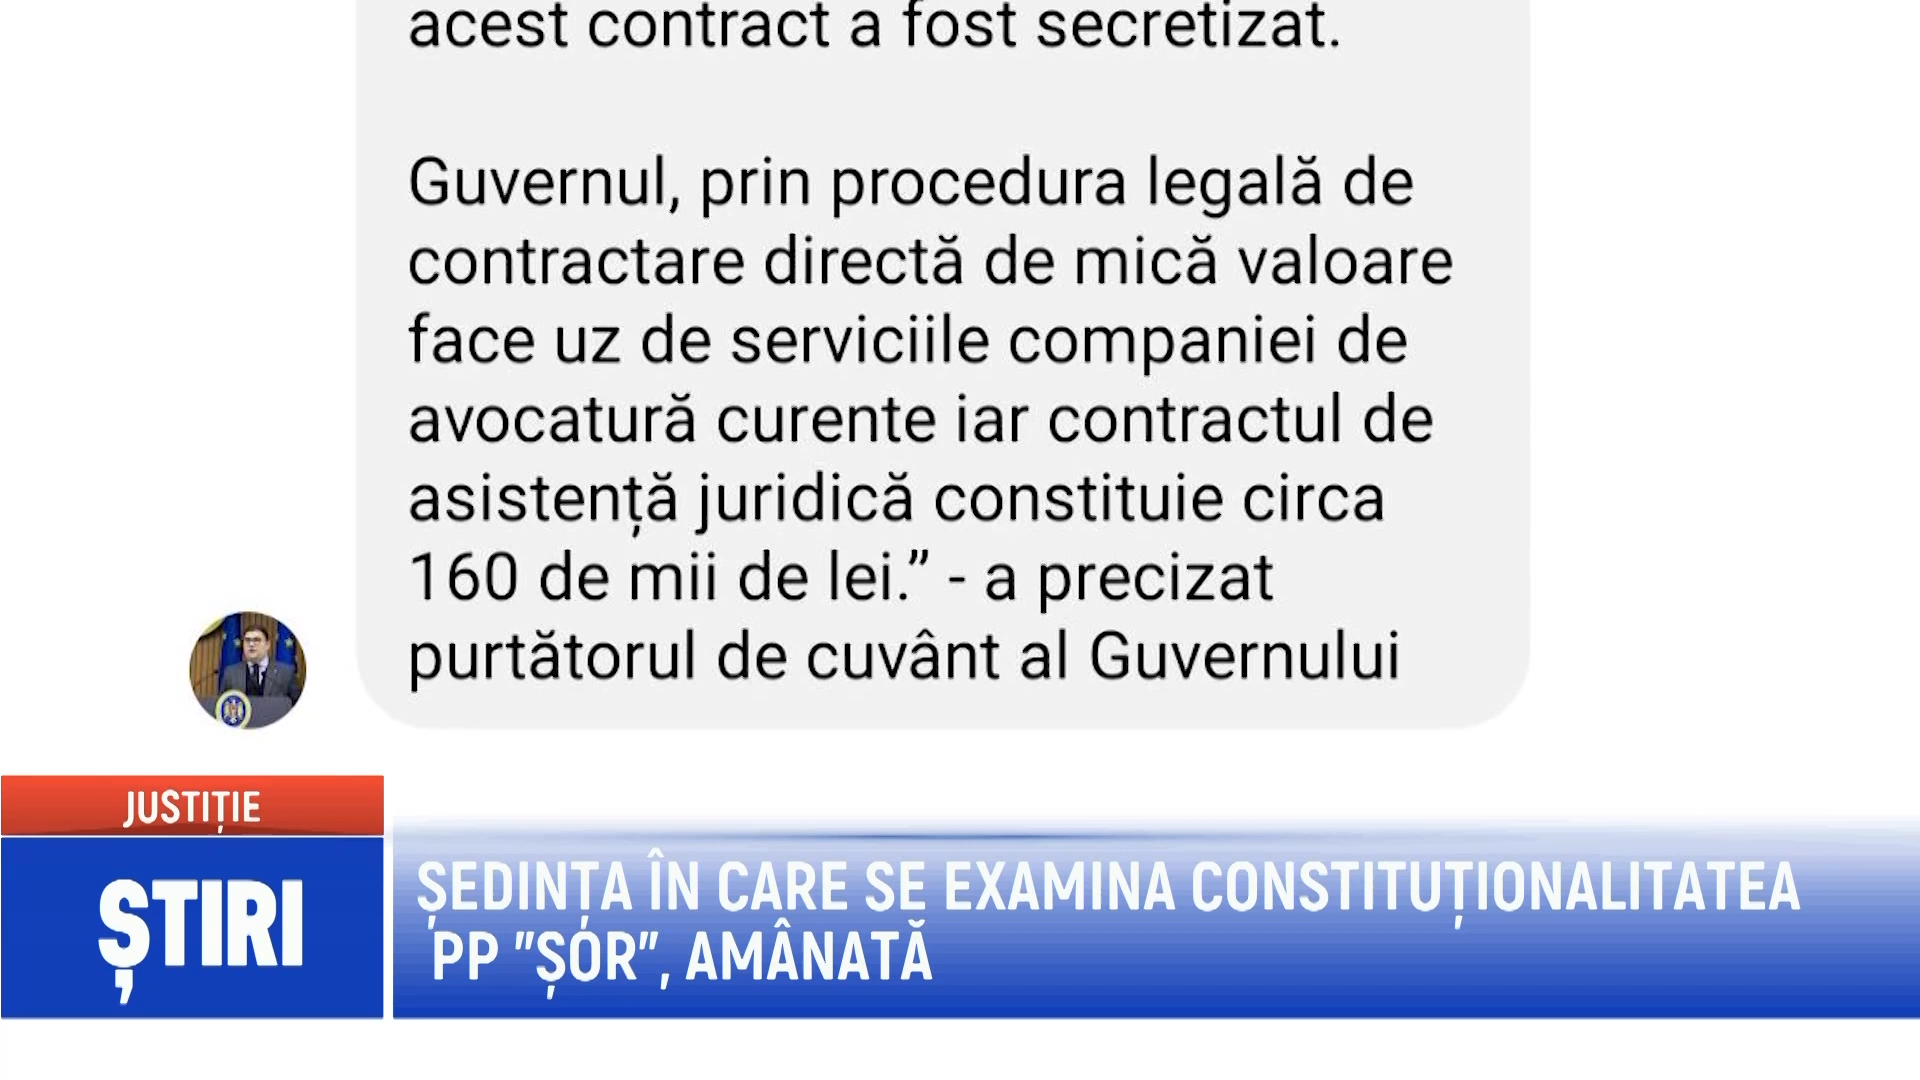 acest contract a fost secretizat.
Guvernul, prin procedura legală de
contractare directă de mică valoare
face uz de serviciile companiei de
avocatură curente iar contractul de
asistență juridică constituie circa
160 de mii de lei.” - a precizat
purtătorul de cuvânt al Guvernului
JUSTIȚIE
ȘTIRI
ȘEDINȚA ÎN CARE SE EXAMINA CONSTITUȚIONALITATEA
PP "ȘOR", AMÂNATĂ